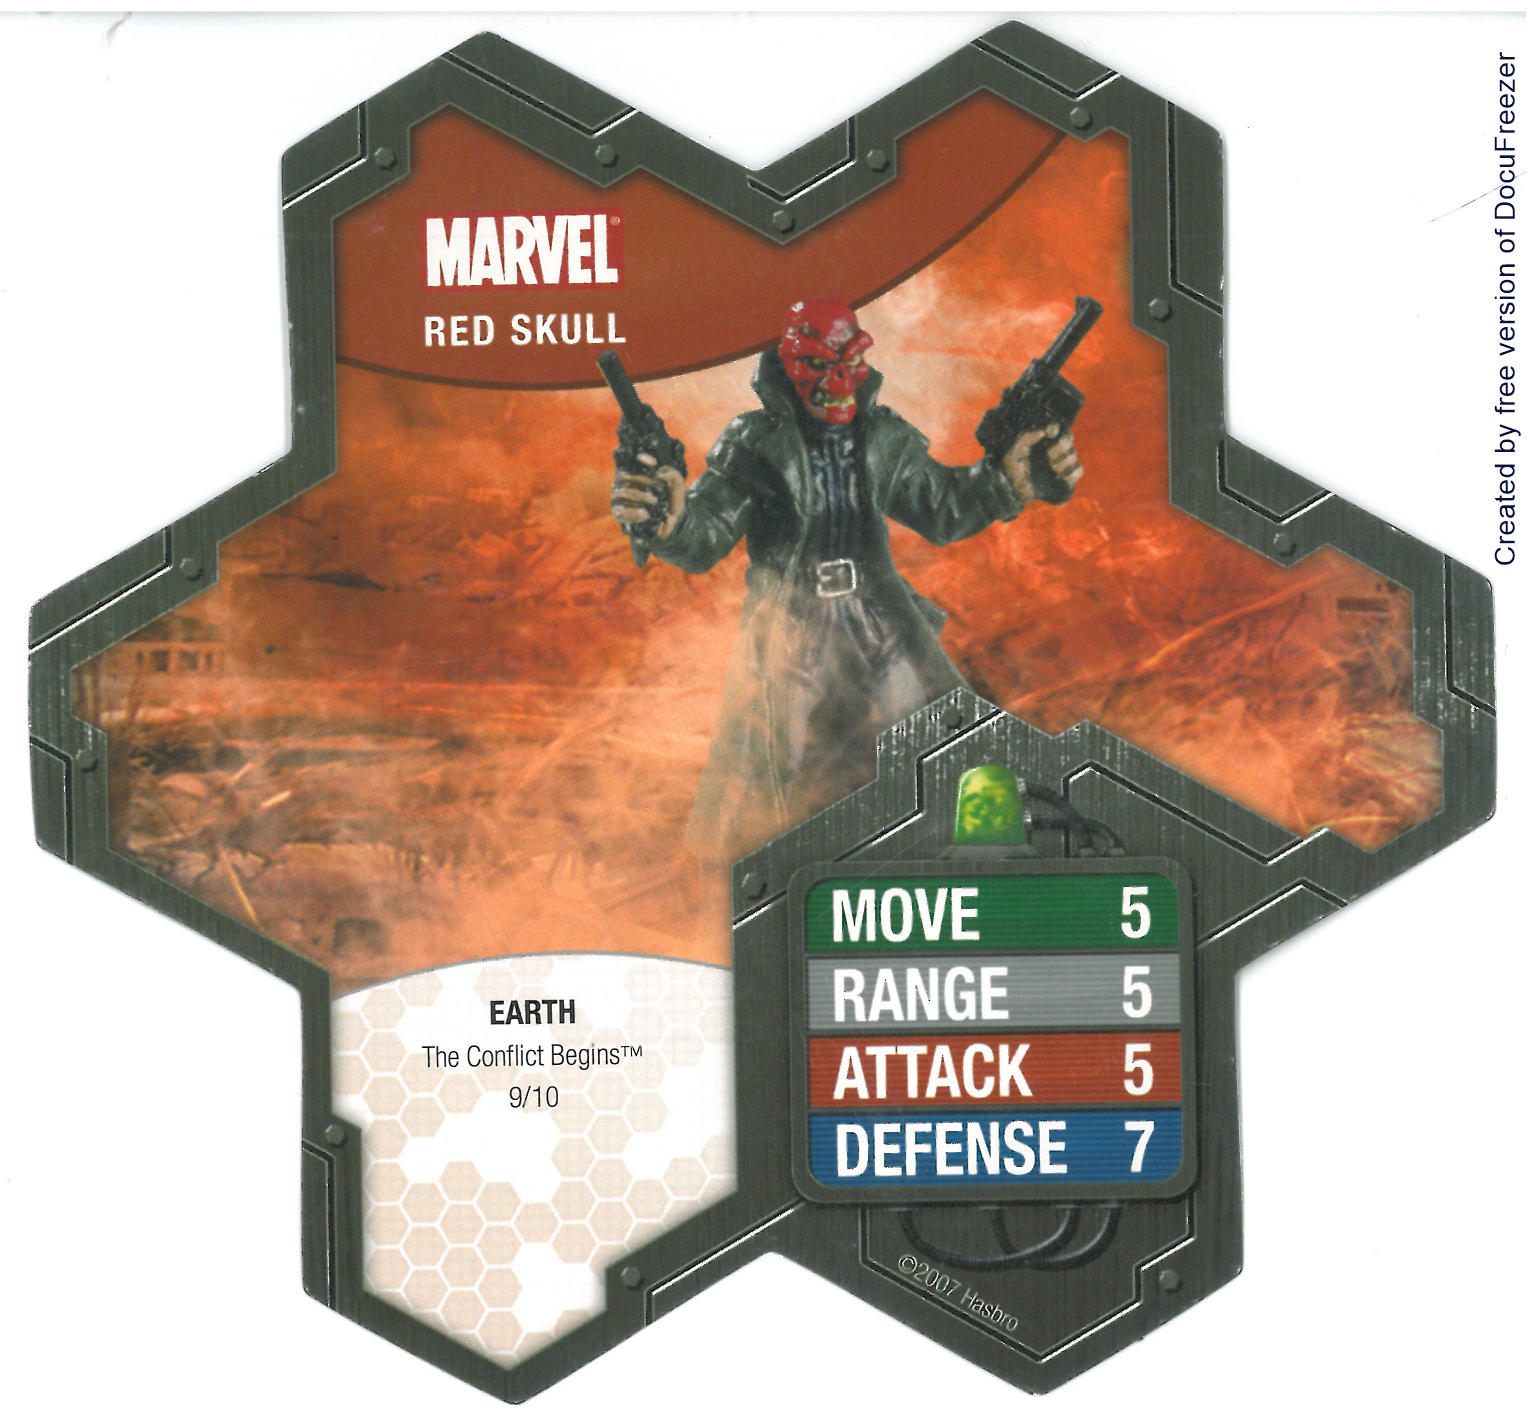 MARVEL®
RED SKULL
EARTH
The Conflict Begins™
9/10
MOVE 5
RANGE 5
ATTACK 5
DEFENSE 7
©2007 Hasbro
Created by free version of DocuFreezer